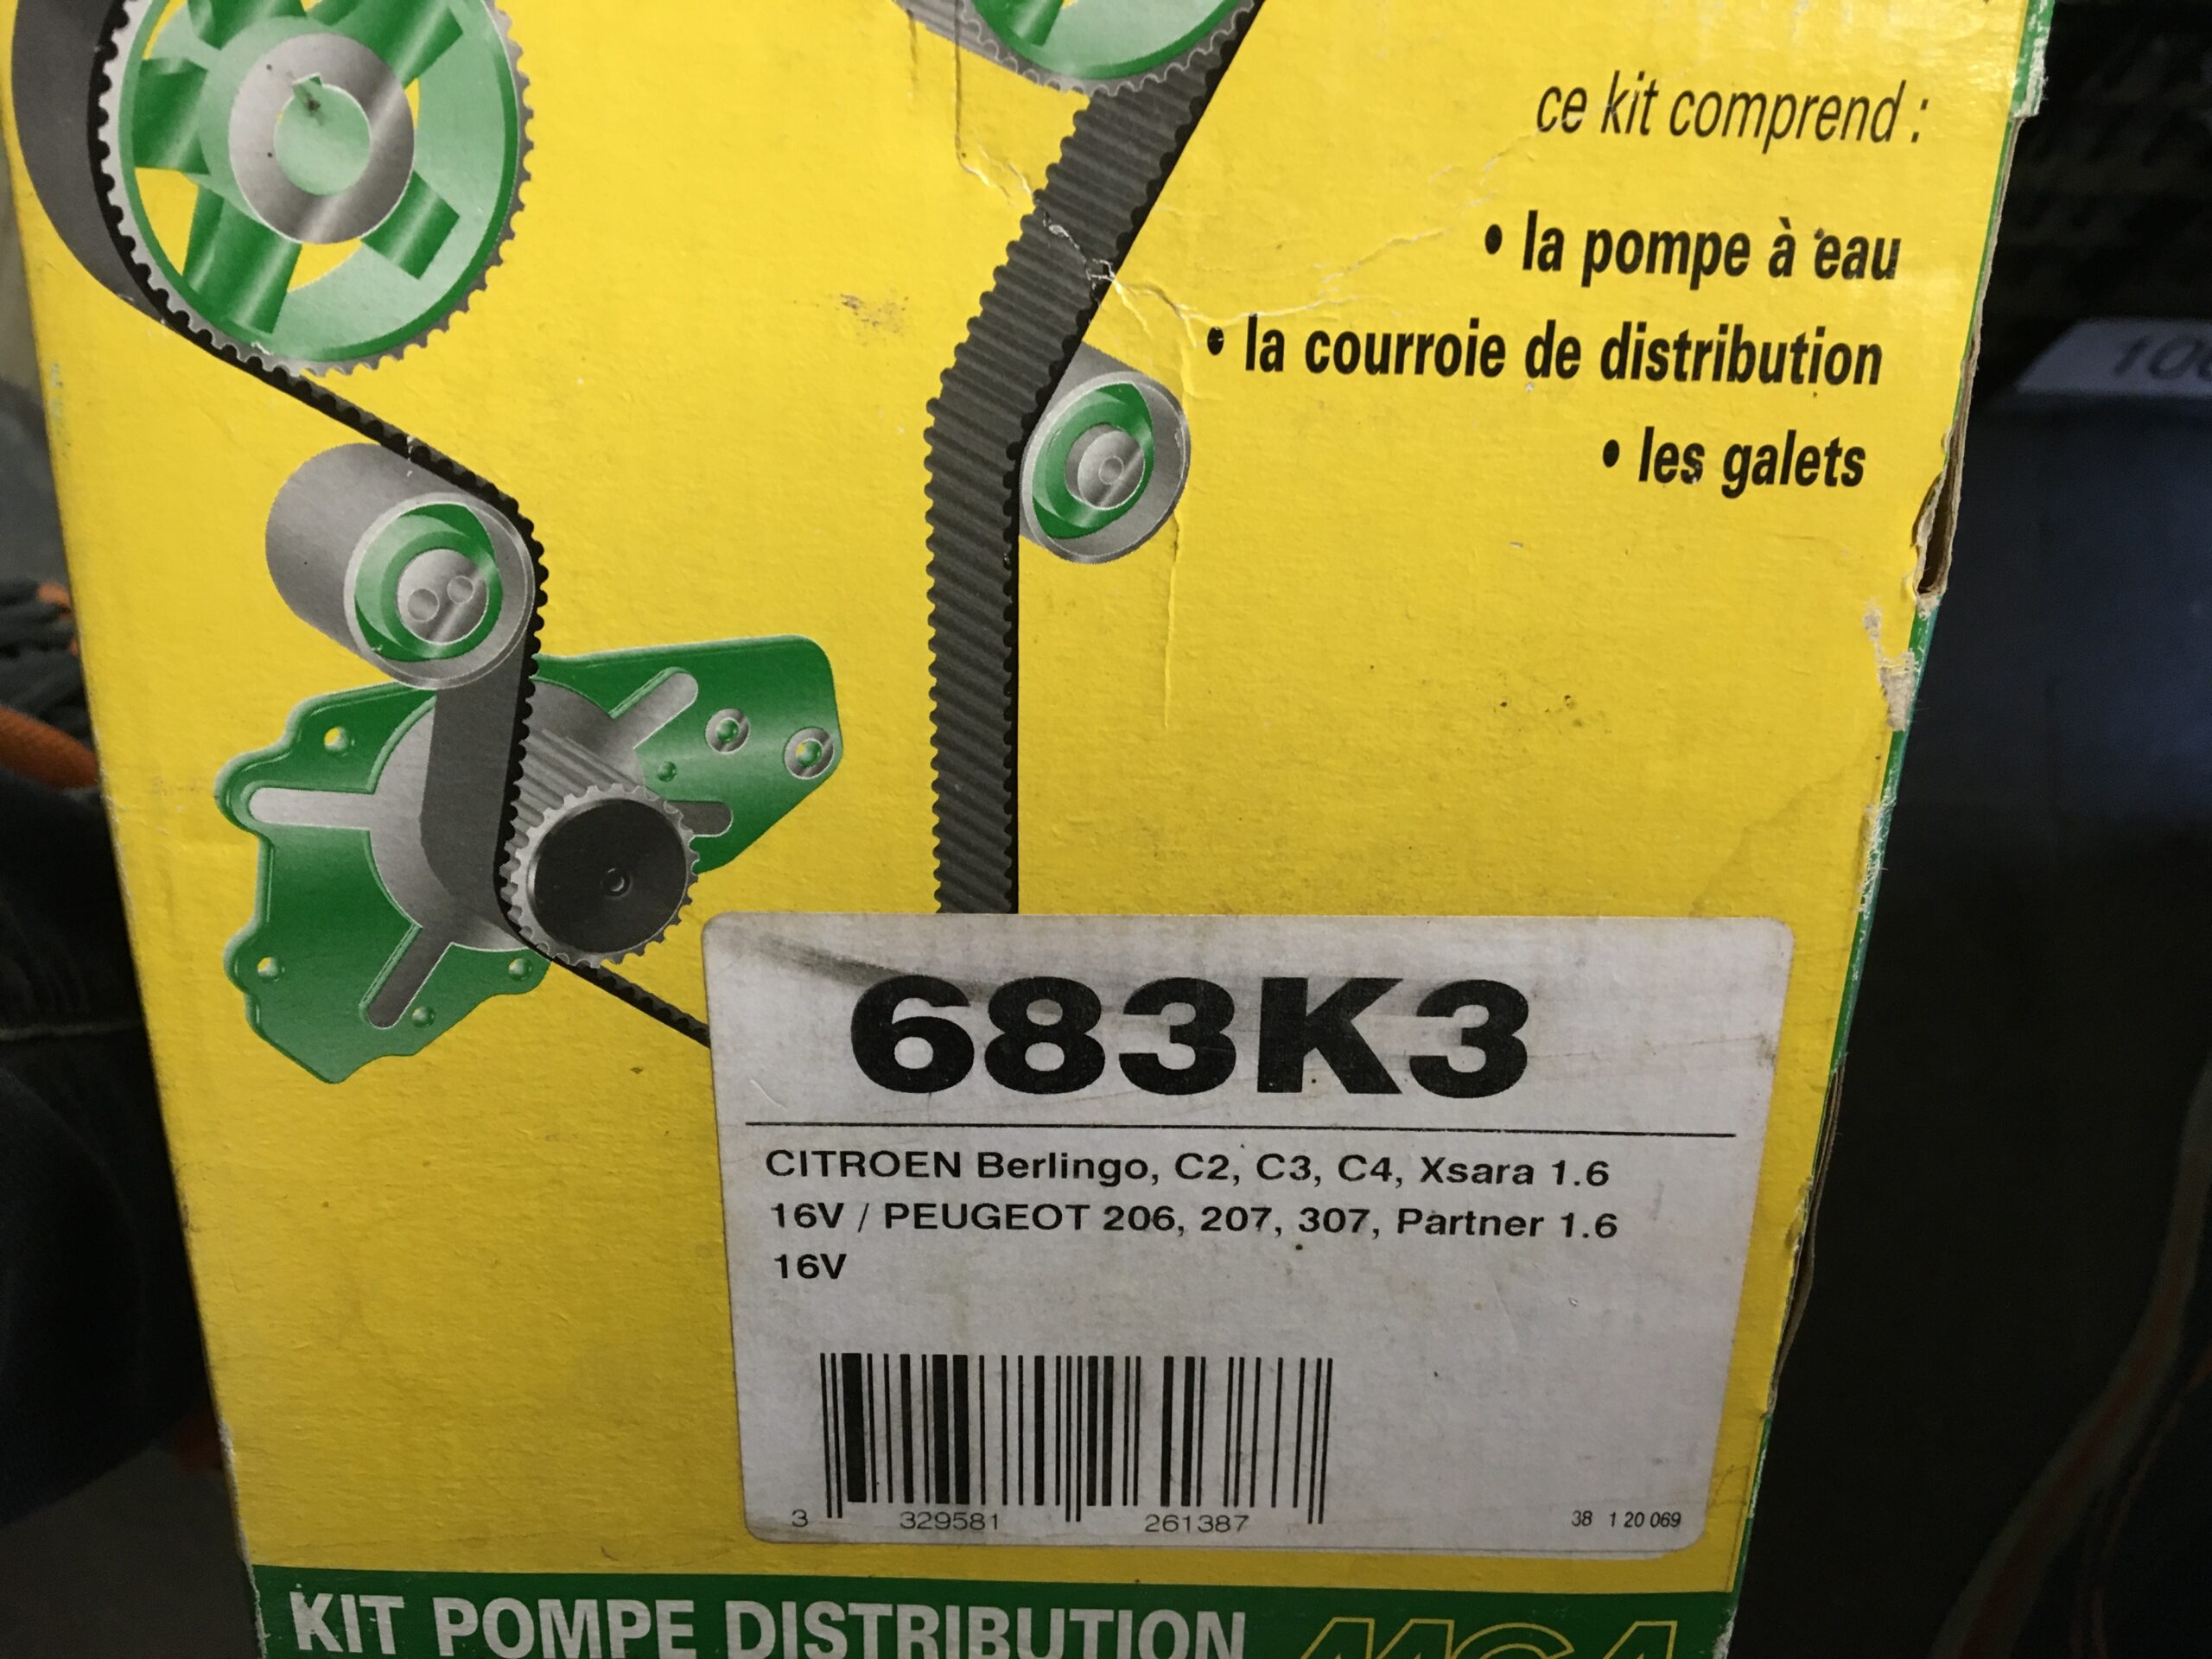 ce kit comprend :
• la pompe à eau
• la courroie de distribution
• les galets
683K3
CITROEN Berlingo, C2, C3, C4, Xsara 1.6
16V / PEUGEOT 206, 207, 307, Partner 1.6
16V
3 329581 261387
38 1 20 069
KIT POMPE DISTRIBUTION